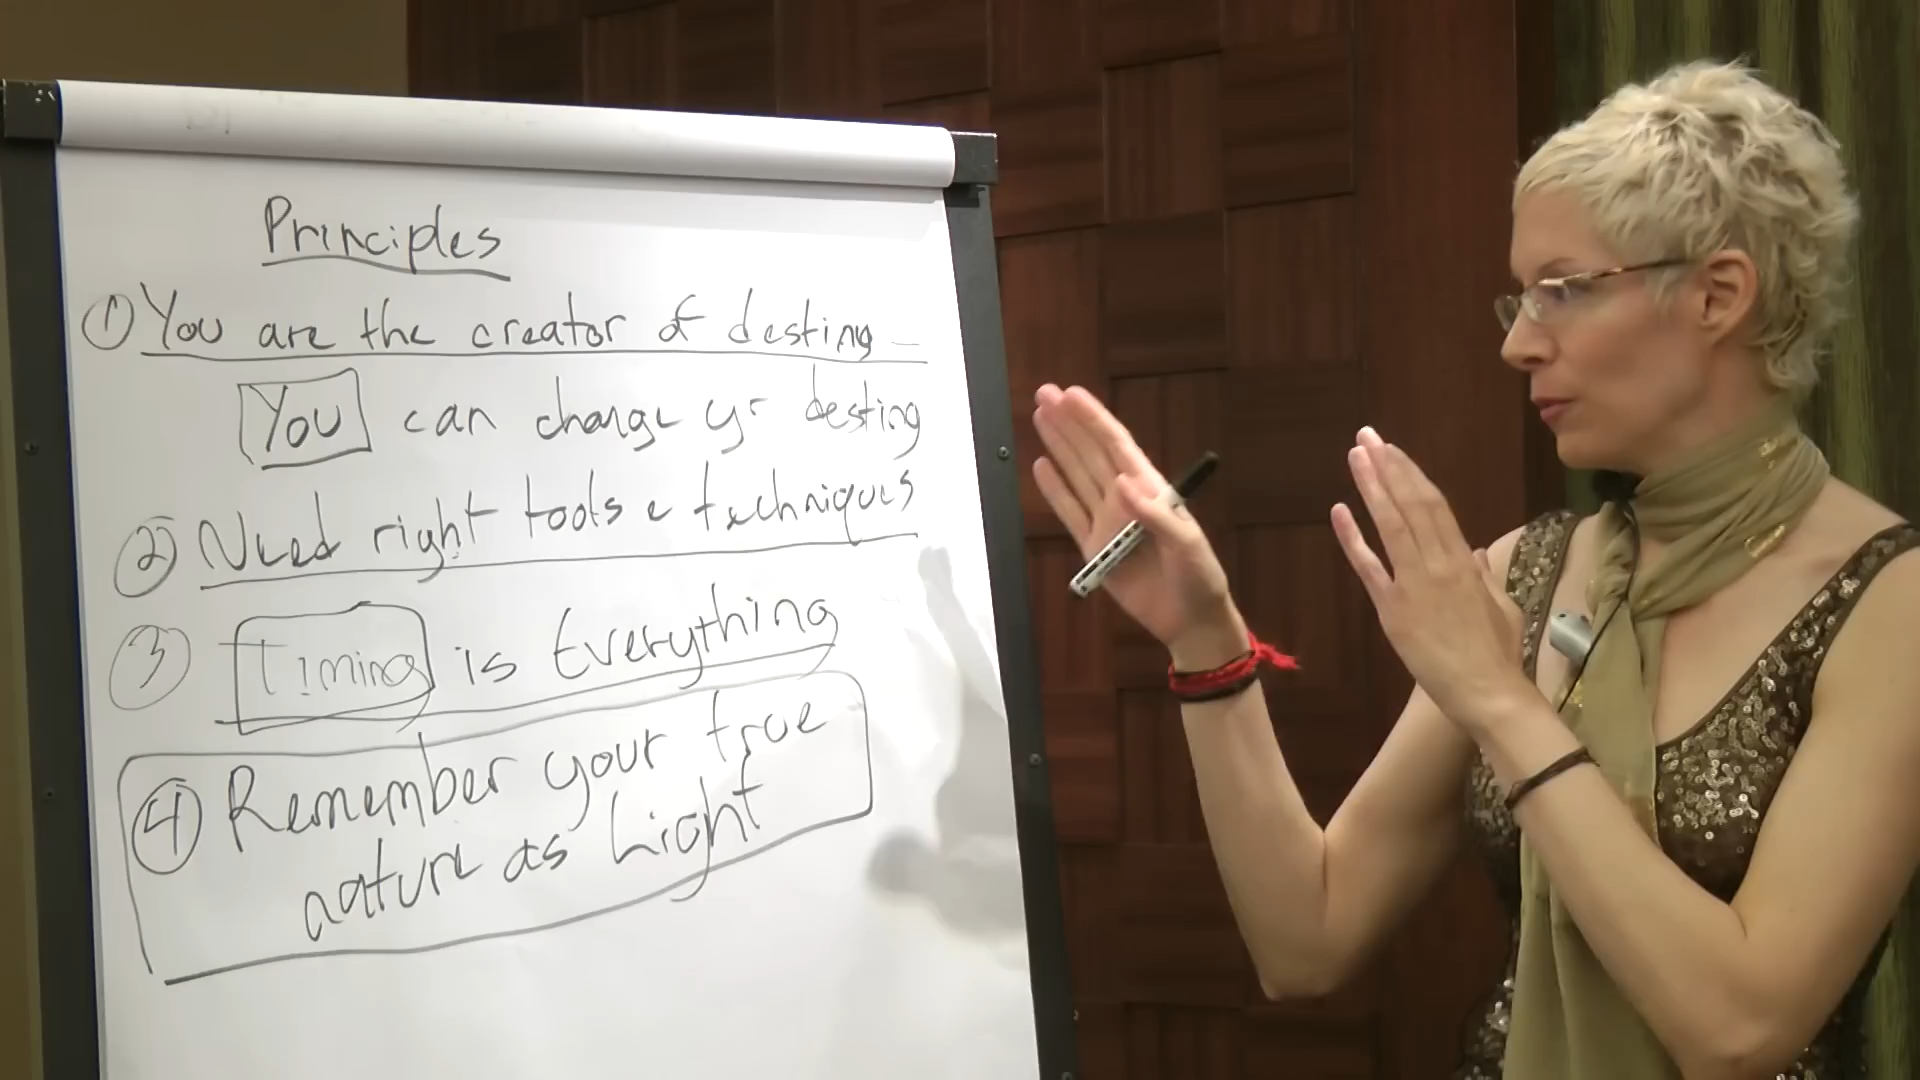 Principles
① You are the creator of destiny
You can change yr destiny
② Need right tools & techniques
③ Timing is Everything
④ Remember your true
nature as Light